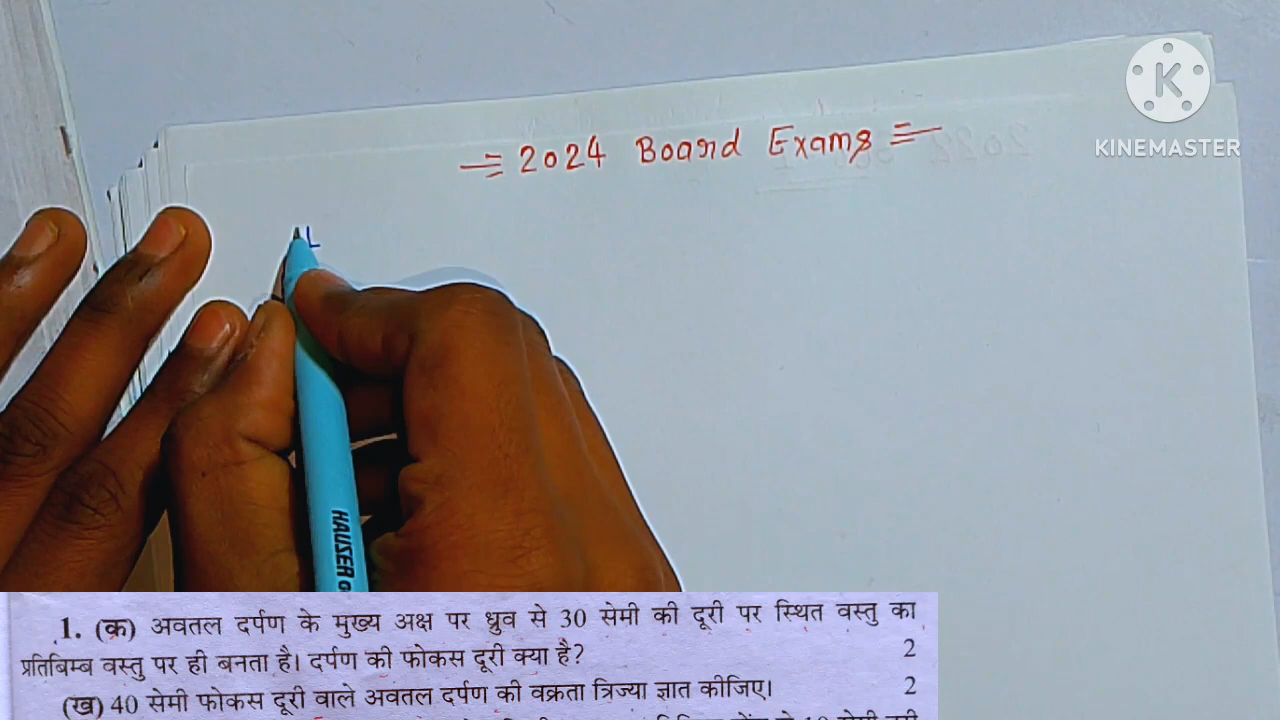 K
KINEMASTER
2024 Board Exams
L
HAUSER
1. (क) अवतल दर्पण के मुख्य अक्ष पर ध्रुव से 30 सेमी की दूरी पर स्थित वस्तु का
प्रतिबिम्ब वस्तु पर ही बनता है। दर्पण की फोकस दूरी क्या है? 2
(ख) 40 सेमी फोकस दूरी वाले अवतल दर्पण की वक्रता त्रिज्या ज्ञात कीजिए। 2